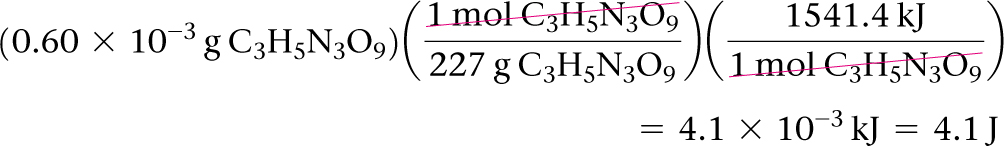 (0.60 × 10⁻³ g C₃H₅N₃O₉)(1 mol C₃H₅N₃O₉ / 227 g C₃H₅N₃O₉)(1541.4 kJ / 1 mol C₃H₅N₃O₉)
= 4.1 × 10⁻³ kJ = 4.1 J